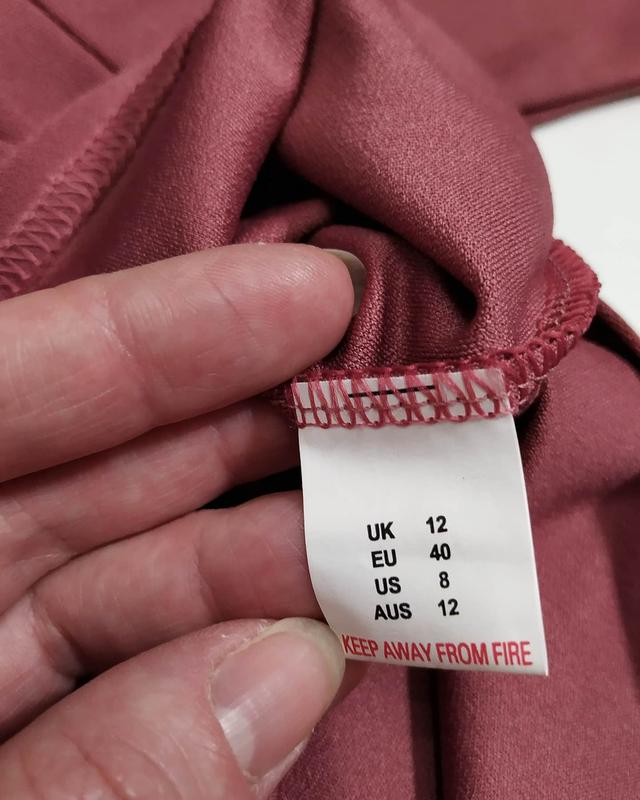 UK 12
EU 40
US 8
AUS 12
KEEP AWAY FROM FIRE